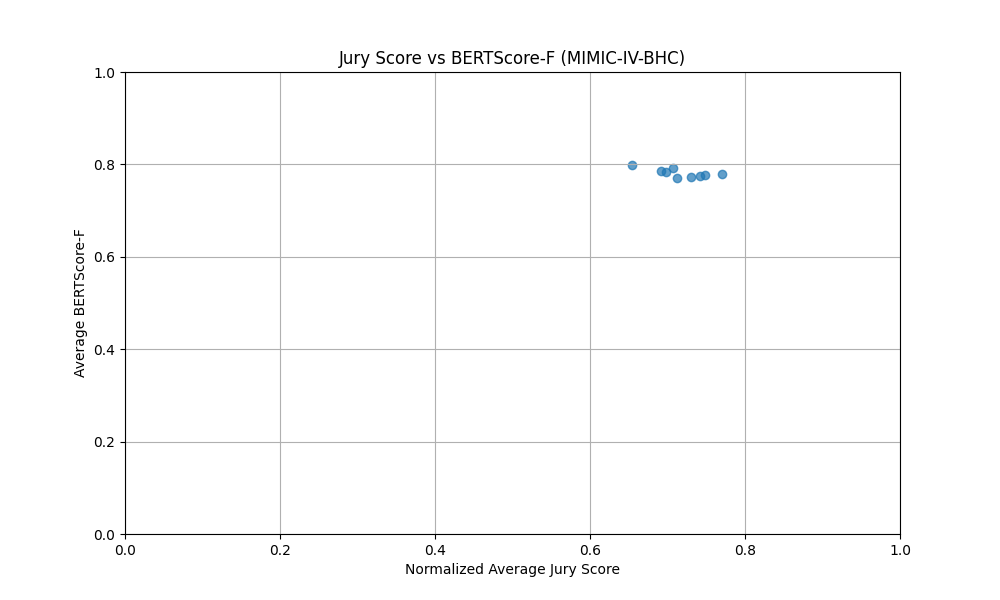 Jury Score vs BERTScore-F (MIMIC-IV-BHC)
1.0
0.8
0.6
0.4
0.2
0.0
Average BERTScore-F
0.0 0.2 0.4 0.6 0.8 1.0
Normalized Average Jury Score